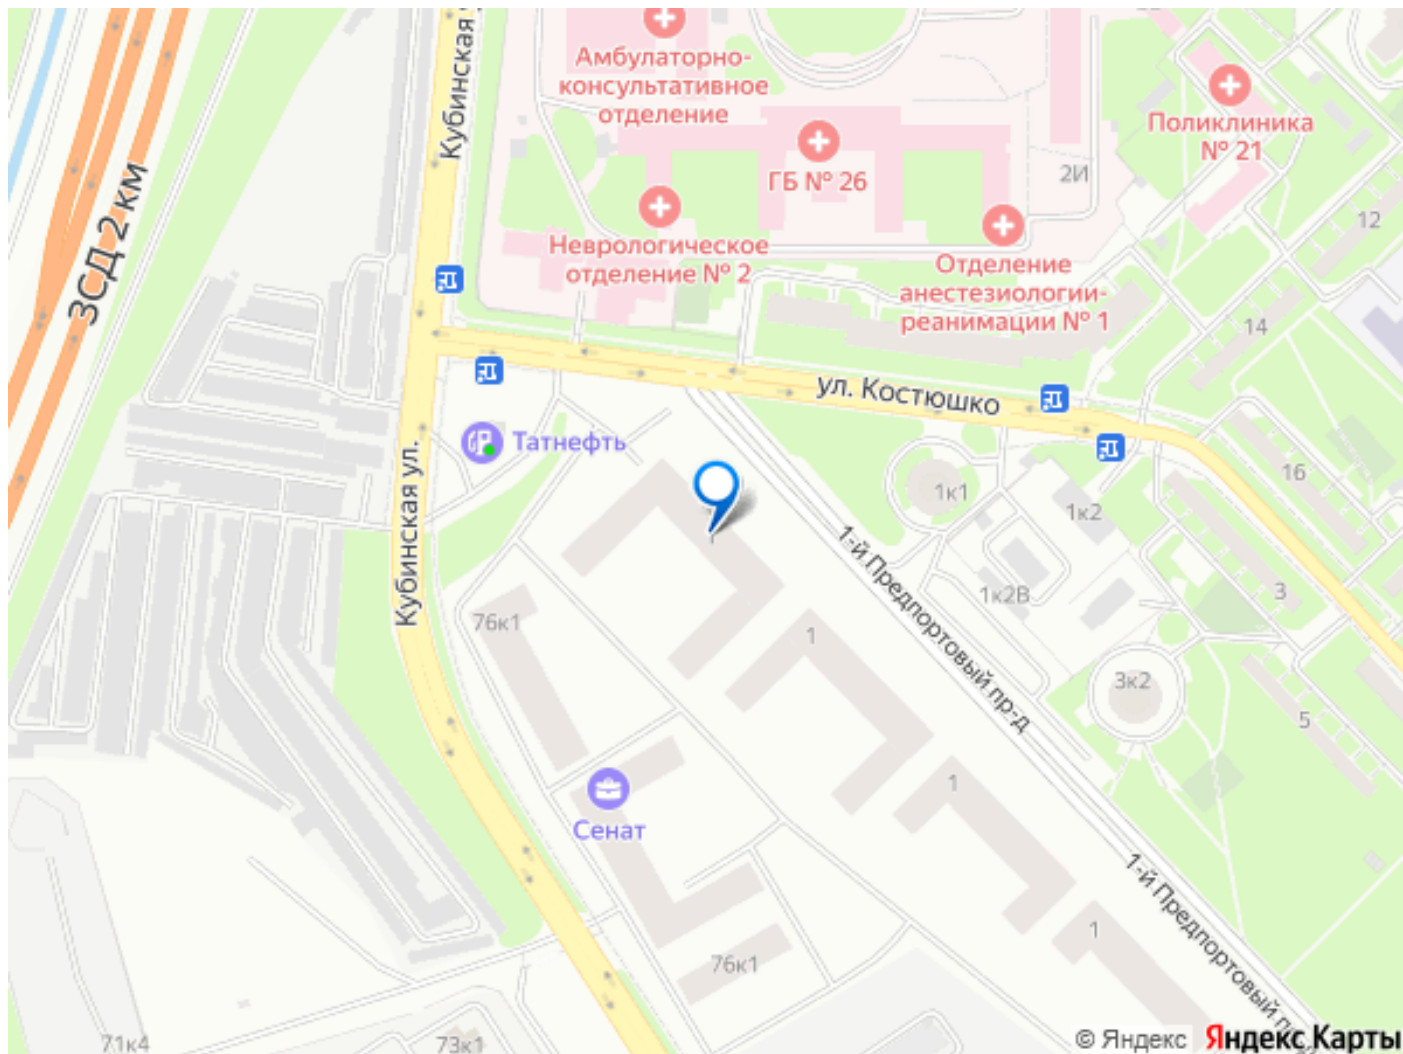 Кубинская
Амбулаторно-
консультативное
отделение
Поликлиника
№ 21
ГБ № 26
2И
12
ЗСД 2 км
Неврологическое
отделение № 2
Отделение
анестезиологии-
реанимации № 1
14
ул. Костюшко
Татнефть
Кубинская ул.
1к1
1к2
16
1
1-й Предпортовый пр-д
1к2В
3
76к1
1
3к2
5
1
Сенат
1-й Предпортовый
1
76к1
71к4
73к1
© Яндекс
Яндекс Карты